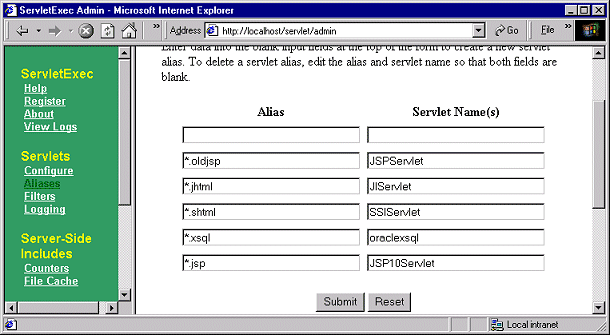 ServletExec Admin - Microsoft Internet Explorer
Address http://localhost/servlet/admin Go File
ServletExec
Help
Register
About
View Logs
Servlets
Configure
Aliases
Filters
Logging
Server-Side
Includes
Counters
File Cache
Enter data into the blank input fields at the top of the form to create a new servlet
alias. To delete a servlet alias, edit the alias and servlet name so that both fields are
blank.
Alias Servlet Name(s)
*.oldjsp JSPServlet
*.jhtml JIServlet
*.shtml SSIServlet
*.xsql oraclexsql
*.jsp JSP10Servlet
Submit Reset
Local intranet